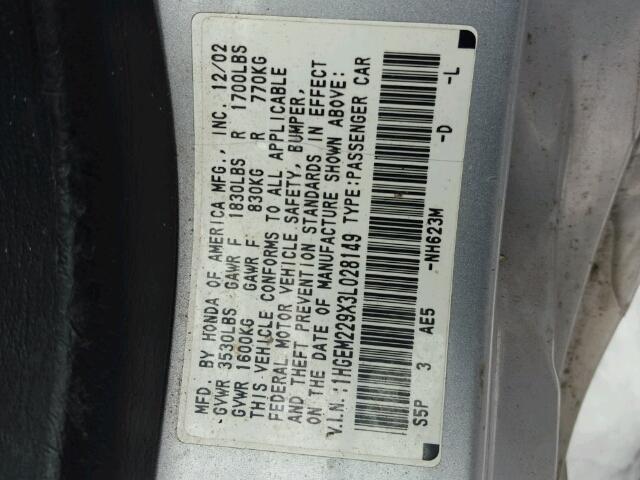 MFD. BY HONDA OF AMERICA MFG., INC. 12/02
GVWR 3530LBS GAWR F 1830LBS R 1700LBS
GVWR 1600KG GAWR F 830KG R 770KG
THIS VEHICLE CONFORMS TO ALL APPLICABLE
FEDERAL MOTOR VEHICLE SAFETY, BUMPER,
AND THEFT PREVENTION STANDARDS IN EFFECT
ON THE DATE OF MANUFACTURE SHOWN ABOVE.
V.I.N.:1HGEM229X3L028149 TYPE:PASSENGER CAR
S5P 3 AE5 -NH623M -D -L